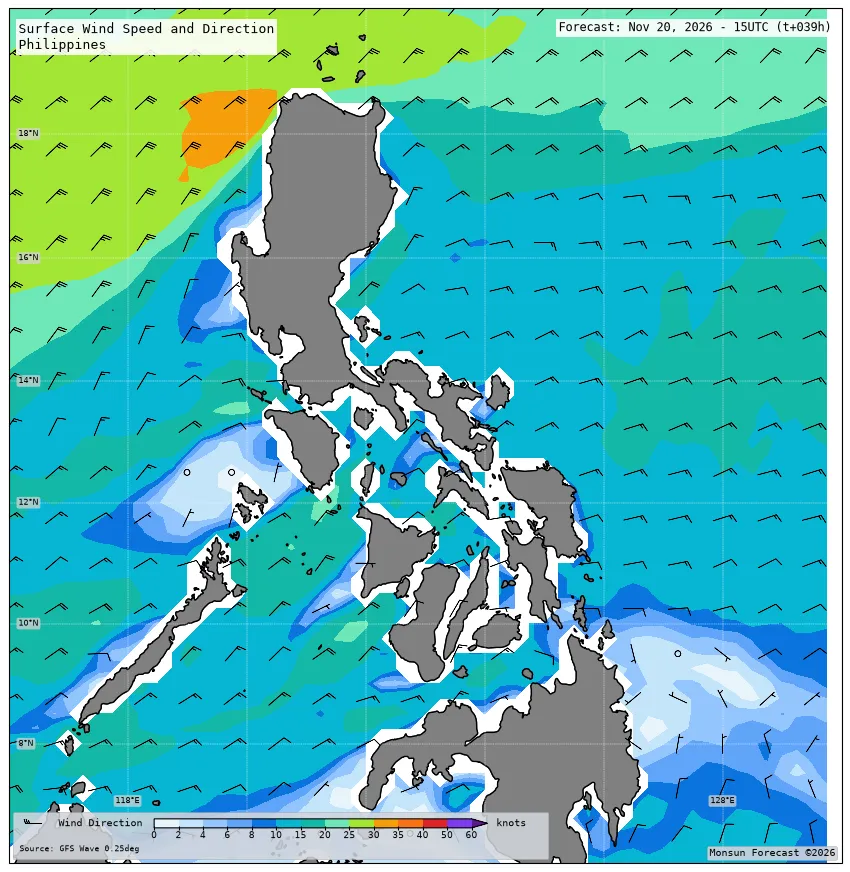 Surface Wind Speed and Direction
Philippines
Forecast: Nov 20, 2026 - 15UTC (t+039h)
18°N
16°N
14°N
12°N
10°N
8°N
118°E
128°E
Wind Direction
0 2 4 6 8 10 15 20 25 30 35 40 50 60
knots
Source: GFS Wave 0.25deg
Monsun Forecast ©2026